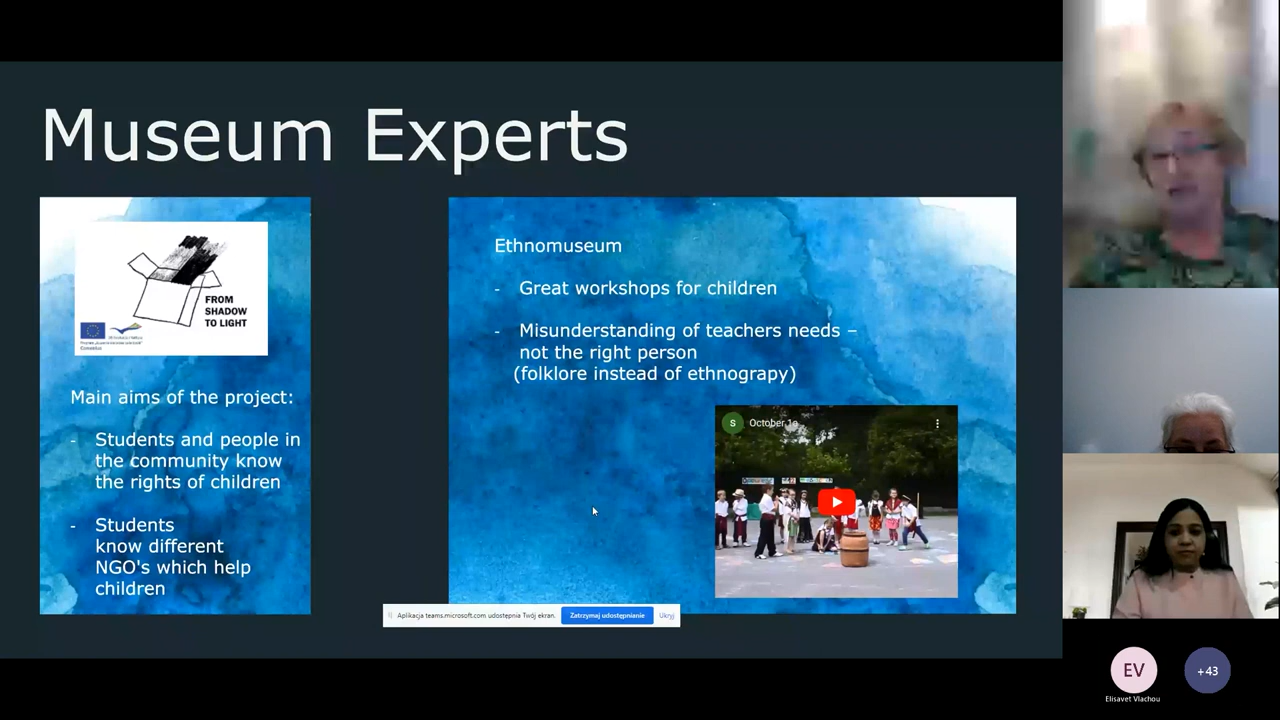 Museum Experts
FROM
SHADOW
TO LIGHT
Comenius
Main aims of the project:
- Students and people in
the community know
the rights of children
- Students
know different
NGO's which help
children
Ethnomuseum
- Great workshops for children
- Misunderstanding of teachers needs –
not the right person
(folklore instead of ethnograpy)
S October 1a
Aplikacja teams.microsoft.com udostępnia Twój ekran.
Zatrzymaj udostępnianie
Ukryj
EV
+43
Elisavet Vlachou